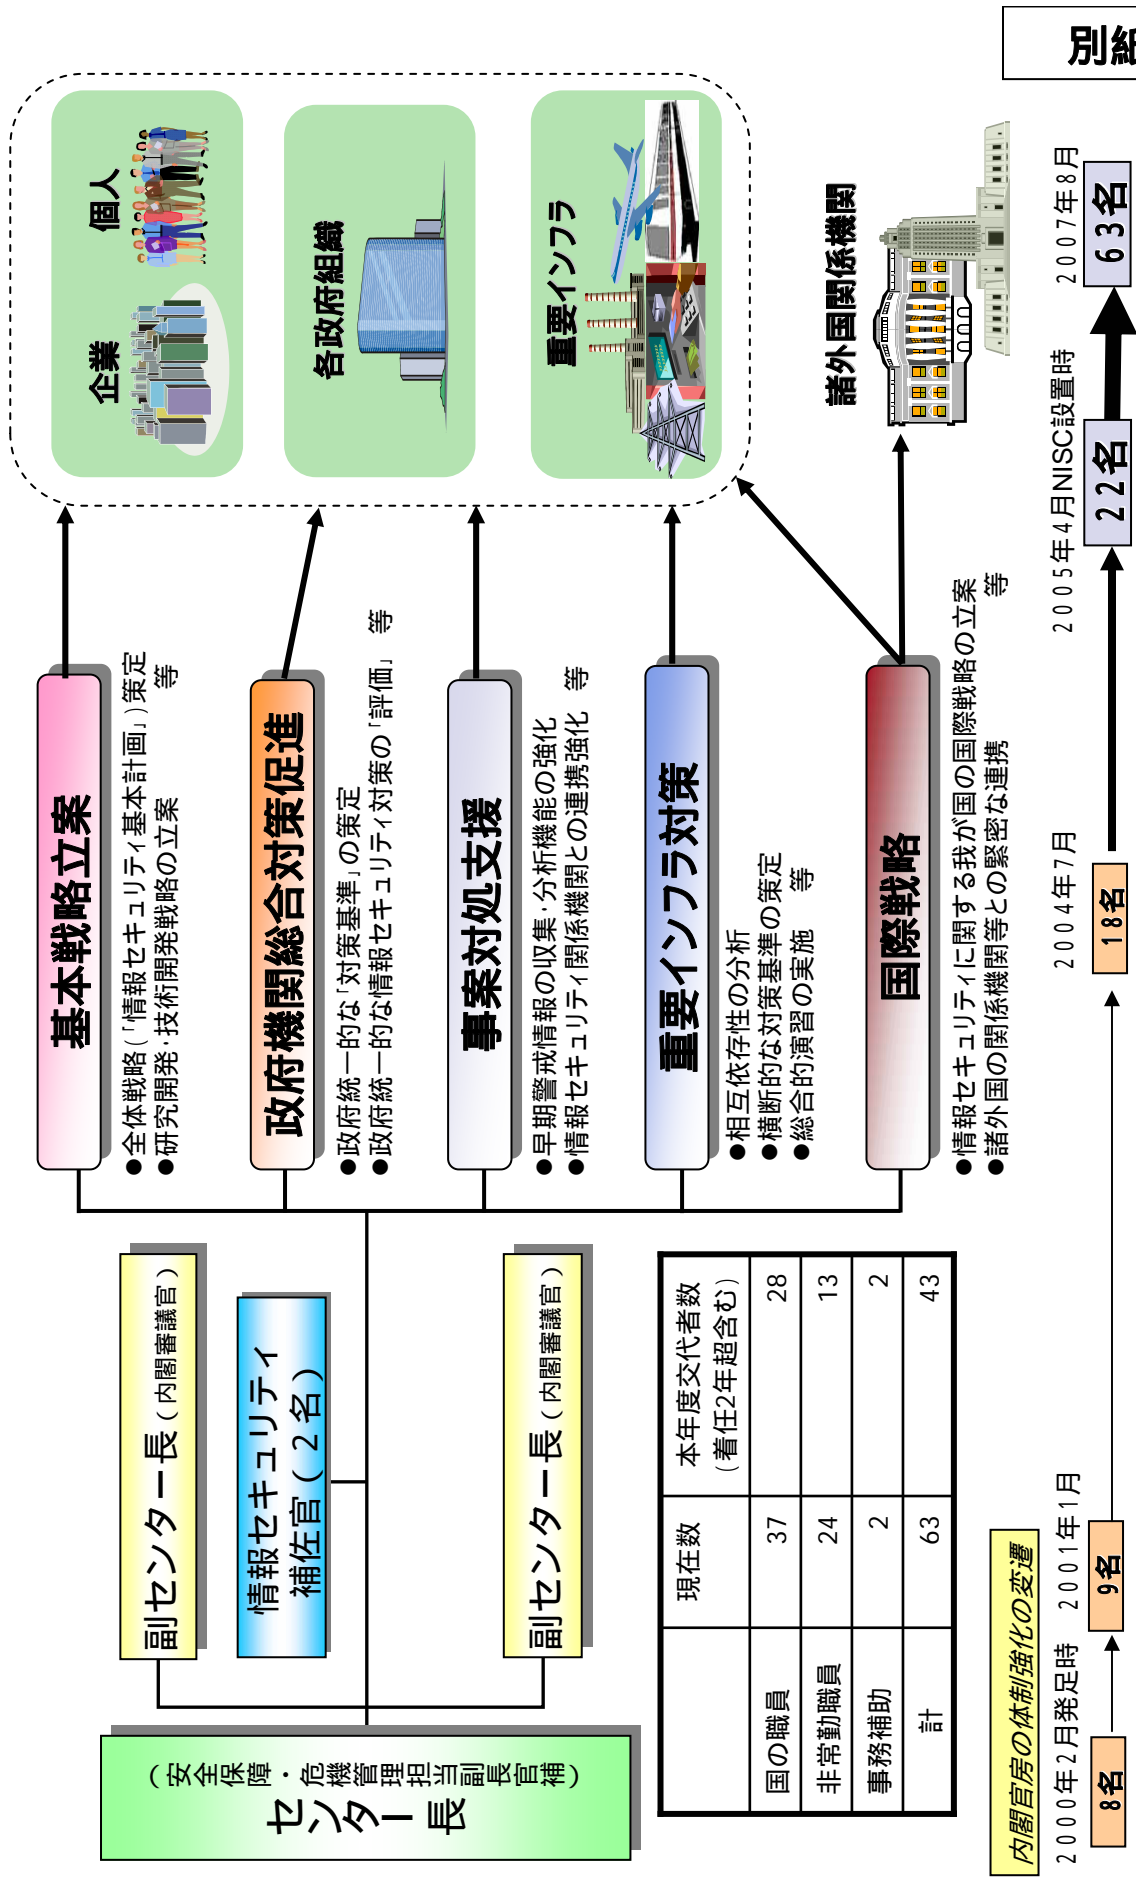 別紙
センター長
（安全保障・危機管理担当副長官補）
副センター長（内閣審議官）
情報セキュリティ
補佐官（２名）
副センター長（内閣審議官）
基本戦略立案
●全体戦略（「情報セキュリティ基本計画」）策定
●研究開発・技術開発戦略の立案　等
政府機関総合対策促進
●政府統一的な「対策基準」の策定
●政府統一的な情報セキュリティ対策の「評価」　等
事案対処支援
●早期警戒情報の収集・分析機能の強化
●情報セキュリティ関係機関との連携強化　等
重要インフラ対策
●相互依存性の分析
●横断的な対策基準の策定
●総合的演習の実施　等
国際戦略
●情報セキュリティに関する我が国の国際戦略の立案
●諸外国の関係機関等との緊密な連携　等
企業　個人
各政府組織
重要インフラ
諸外国関係機関
現在数　本年度交代者数
（着任2年超含む）
国の職員　37　28
非常勤職員　24　13
事務補助　2　2
計　63　43
内閣官房の体制強化の変遷
２０００年２月発足時　２００１年１月　２００４年７月　２００５年４月NISC設置時　２００７年８月
８名　９名　１８名　２２名　６３名